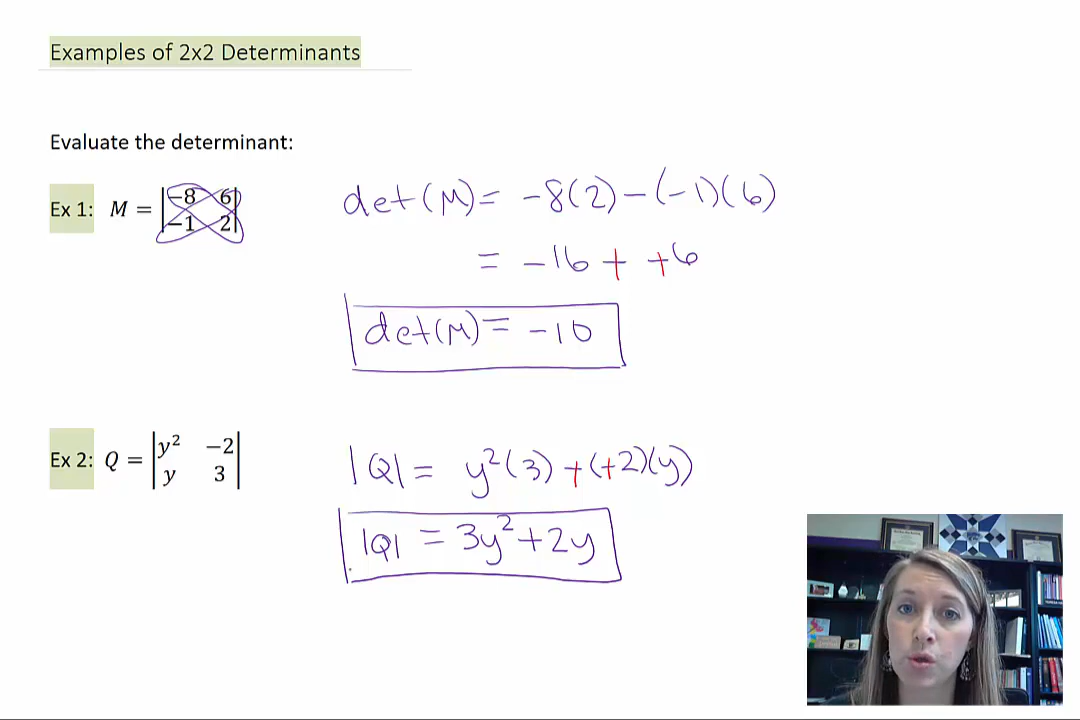 Examples of 2x2 Determinants
Evaluate the determinant:
Ex 1: M = |−8 6|
|−1 2|
det(M) = -8(2) - (-1)(6)
= -16 + +6
det(M) = -10
Ex 2: Q = |y² −2|
|y 3|
|Q| = y²(3) + (+2)(y)
|Q| = 3y² + 2y